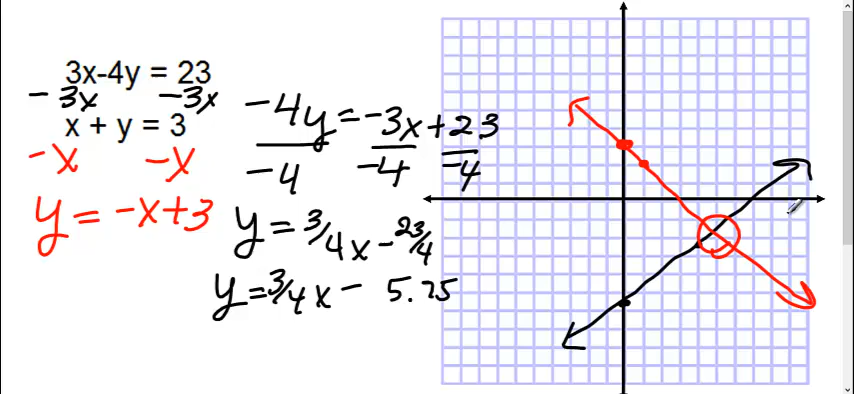 3x-4y = 23
- 3x -3x
x + y = 3
-x -x
y = -x+3
-4y = -3x+23
-4 -4 -4
y = 3/4x - 23/4
y = 3/4x - 5.75